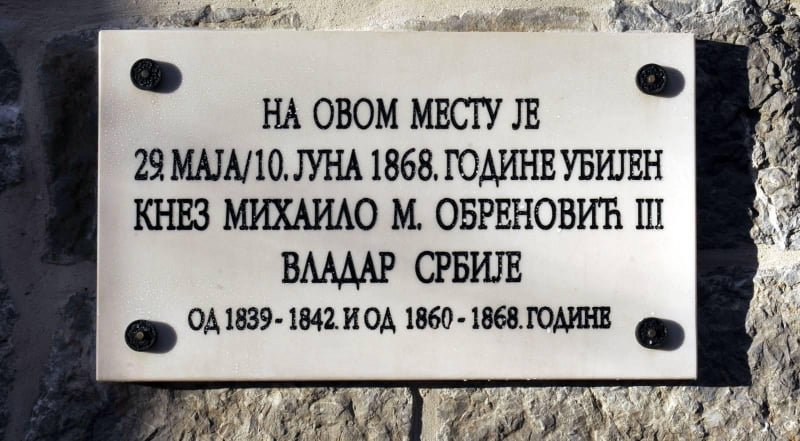 НА ОВОМ МЕСТУ ЈЕ
29. МАЈА/10. ЈУНА 1868. ГОДИНЕ УБИЈЕН
КНЕЗ МИХАИЛО М. ОБРЕНОВИЋ III
ВЛАДАР СРБИЈЕ
ОД 1839 - 1842. И ОД 1860 - 1868. ГОДИНЕ